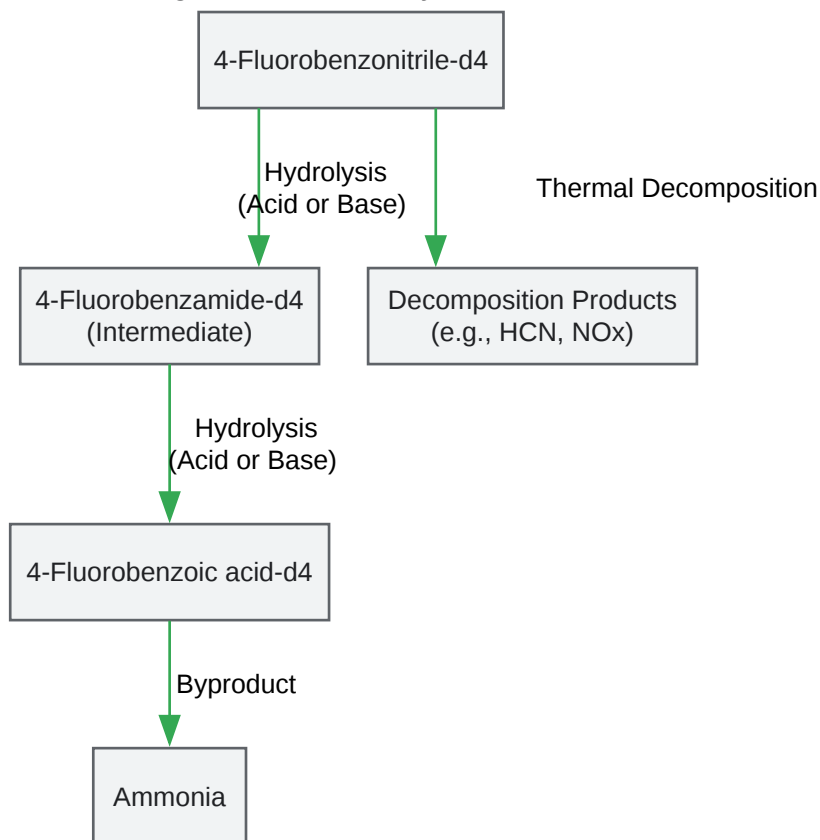 4-Fluorobenzonitrile-d4
Hydrolysis
(Acid or Base)
Thermal Decomposition
4-Fluorobenzamide-d4
(Intermediate)
Decomposition Products
(e.g., HCN, NOx)
Hydrolysis
(Acid or Base)
4-Fluorobenzoic acid-d4
Byproduct
Ammonia